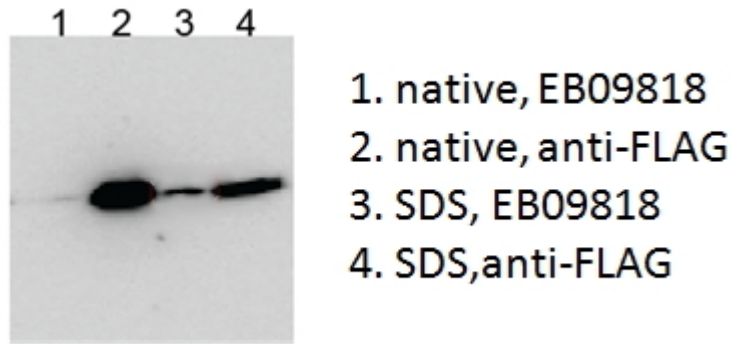 1 2 3 4
1. native, EB09818
2. native, anti-FLAG
3. SDS, EB09818
4. SDS,anti-FLAG